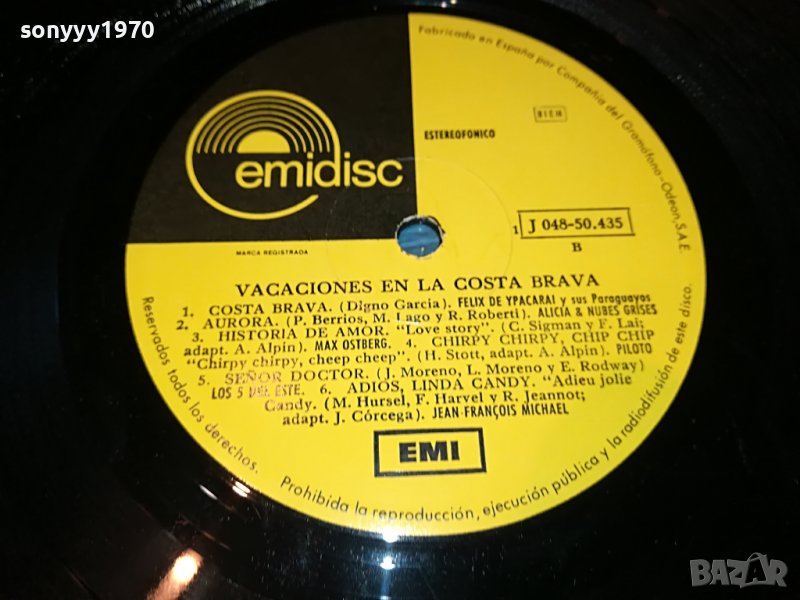 sonyyy1970
Fabricado en España por Compañía del Gramófono-Odeon, S.A.E.
BIEM
ESTEREOFONICO
emidisc
1 J 048-50.435
B
MARCA REGISTRADA
VACACIONES EN LA COSTA BRAVA
1. COSTA BRAVA. (Digno García). FELIX DE YPACARAI y sus Paraguayos
2. AURORA. (P. Berrios, M. Lago y R. Roberti). ALICIA & NUBES GRISES
3. HISTORIA DE AMOR. "Love story". (C. Sigman y F. Lai;
adapt. A. Alpin). MAX OSTBERG. 4. CHIRPY CHIRPY, CHIP CHIP
"Chirpy chirpy, cheep cheep". (H. Stott, adapt. A. Alpin). PILOTO
5. SEÑOR DOCTOR. (J. Moreno, L. Moreno y E. Rodway)
LOS 5 DEL ESTE. 6. ADIOS, LINDA CANDY. "Adieu jolie
Candy. (M. Hursel, F. Harvel y R. Jeannot;
adapt. J. Córcega). JEAN-FRANÇOIS MICHAEL
EMI
Reservados todos los derechos.
Prohibida la reproducción, ejecución pública y la radiodifusión de este disco.
BAZAR